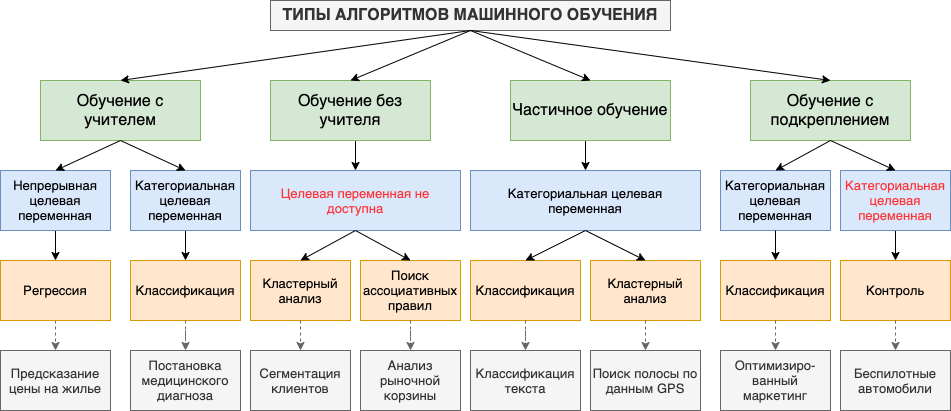 ТИПЫ АЛГОРИТМОВ МАШИННОГО ОБУЧЕНИЯ
Обучение с
учителем
Обучение без
учителя
Частичное обучение
Обучение с
подкреплением
Непрерывная
целевая
переменная
Категориальная
целевая
переменная
Целевая переменная не
доступна
Категориальная целевая
переменная
Категориальная
целевая
переменная
Категориальная
целевая
переменная
Регрессия
Классификация
Кластерный
анализ
Поиск
ассоциативных
правил
Классификация
Кластерный
анализ
Классификация
Контроль
Предсказание
цены на жилье
Постановка
медицинского
диагноза
Сегментация
клиентов
Анализ
рыночной
корзины
Классификация
текста
Поиск полосы по
данным GPS
Оптимизиро-
ванный
маркетинг
Беспилотные
автомобили